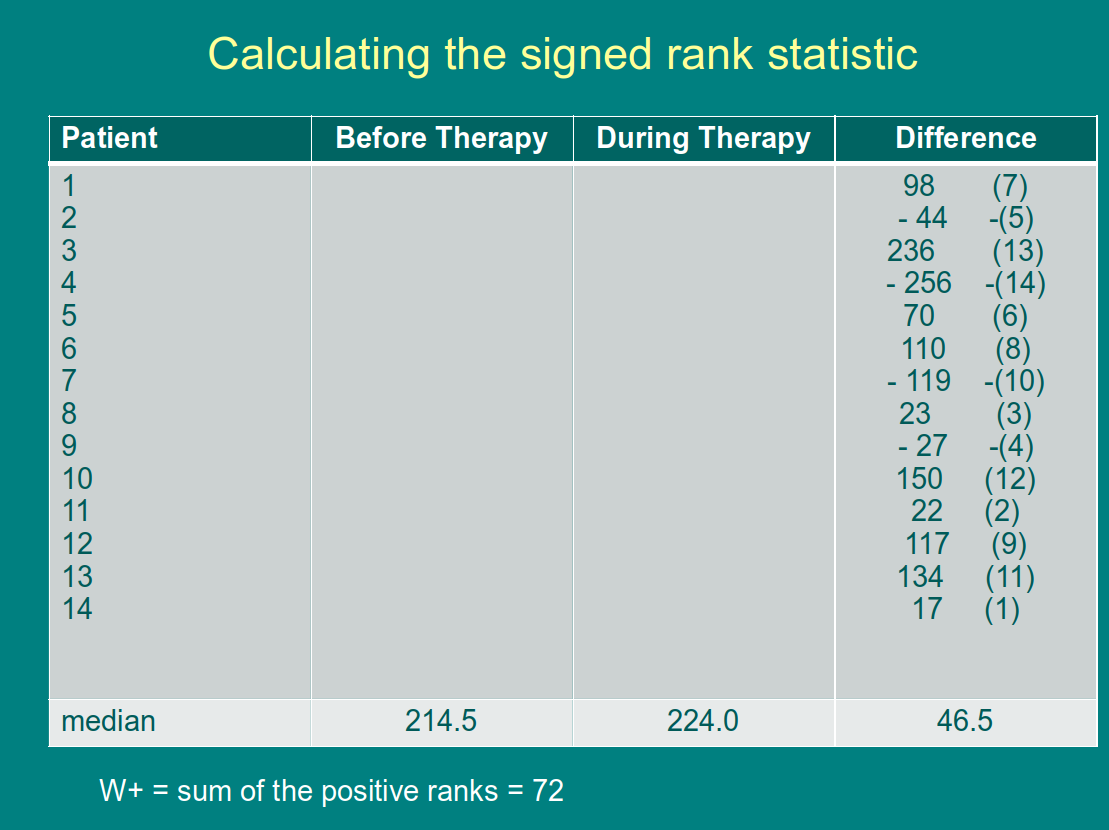 Calculating the signed rank statistic
Patient Before Therapy During Therapy Difference
1 98 (7)
2 - 44 -(5)
3 236 (13)
4 - 256 -(14)
5 70 (6)
6 110 (8)
7 - 119 -(10)
8 23 (3)
9 - 27 -(4)
10 150 (12)
11 22 (2)
12 117 (9)
13 134 (11)
14 17 (1)
median 214.5 224.0 46.5
W+ = sum of the positive ranks = 72